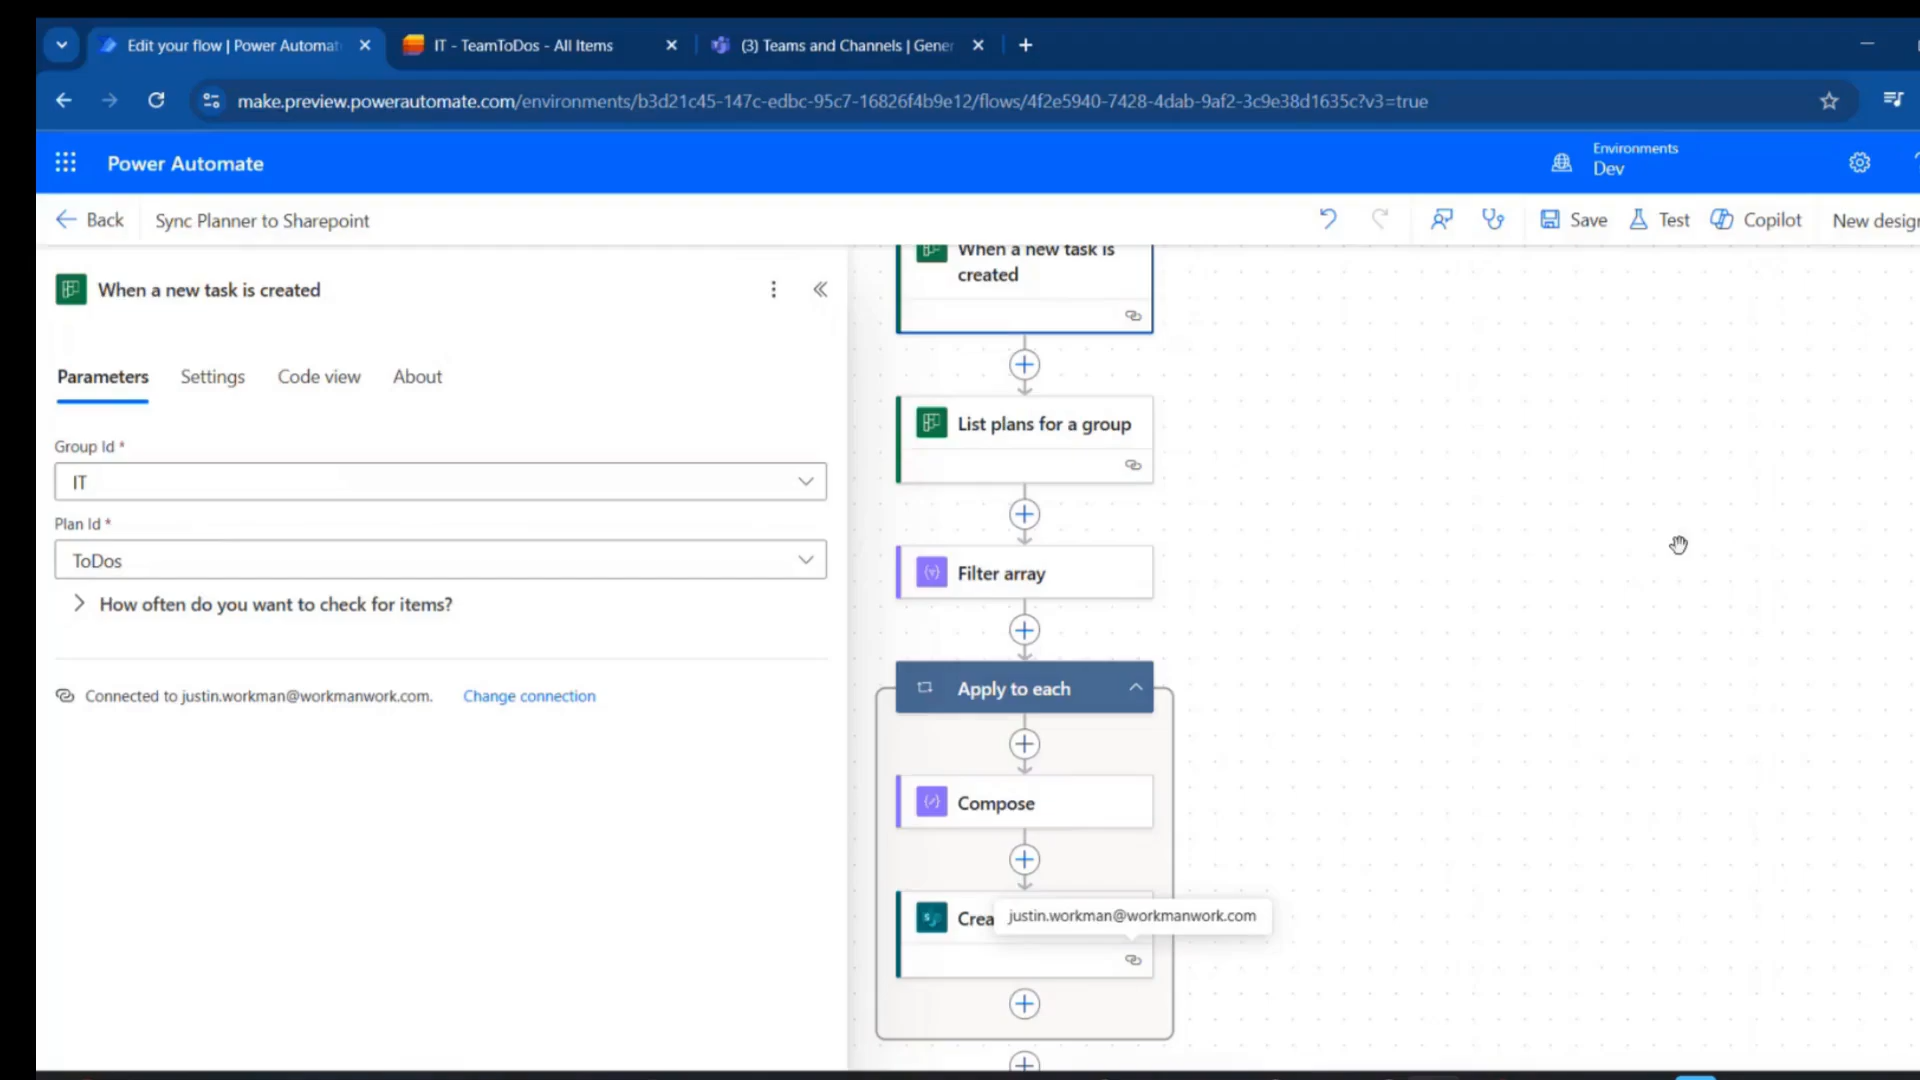 Edit your flow | Power Automat
IT - TeamToDos - All Items
(3) Teams and Channels | Gener
make.preview.powerautomate.com/environments/b3d21c45-147c-edbc-95c7-16826f4b9e12/flows/4f2e5940-7428-4dab-9af2-3c9e38d1635c?v3=true
Power Automate
Environments
Dev
Back
Sync Planner to Sharepoint
Save
Test
Copilot
New design
When a new task is created
Parameters
Settings
Code view
About
Group Id *
IT
Plan Id *
ToDos
How often do you want to check for items?
Connected to justin.workman@workmanwork.com.
Change connection
When a new task is
created
List plans for a group
Filter array
Apply to each
Compose
Crea
justin.workman@workmanwork.com